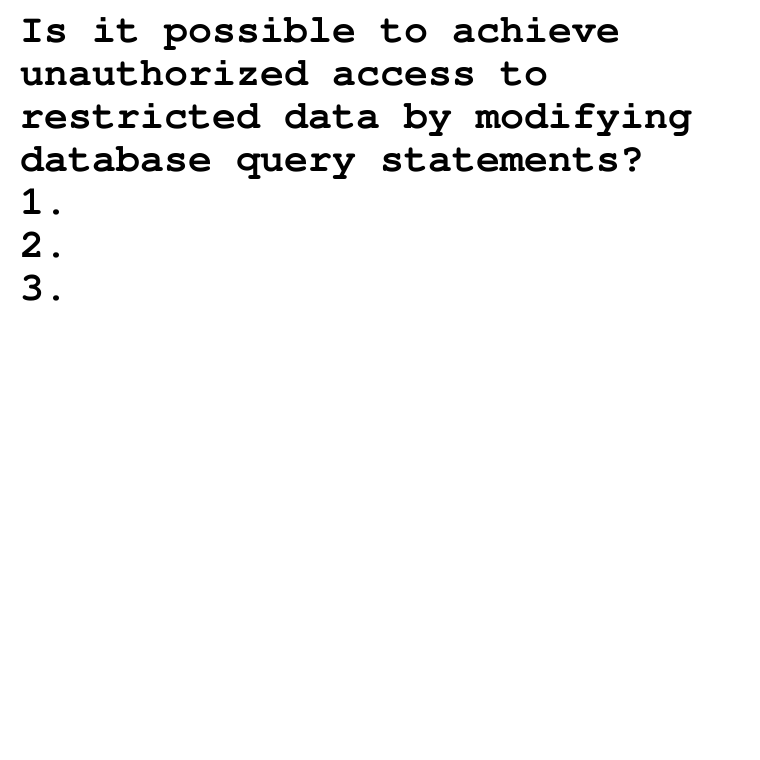 Is it possible to achieve
unauthorized access to
restricted data by modifying
database query statements?
1.
2.
3.